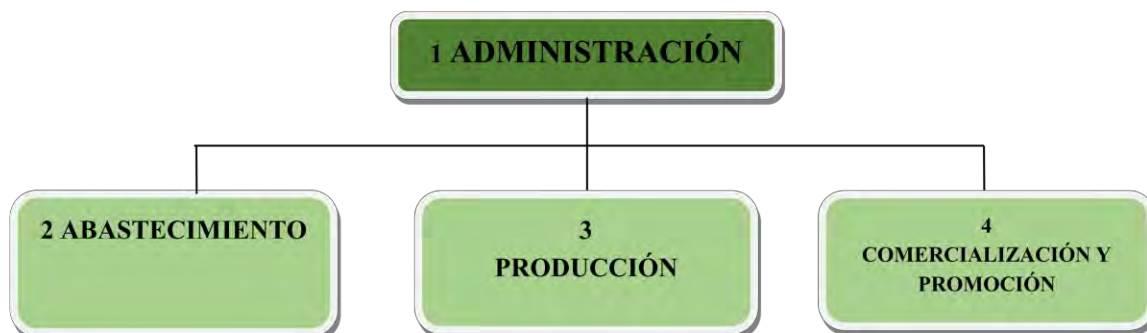 1 ADMINISTRACIÓN
2 ABASTECIMIENTO
3
PRODUCCIÓN
4
COMERCIALIZACIÓN Y
PROMOCIÓN